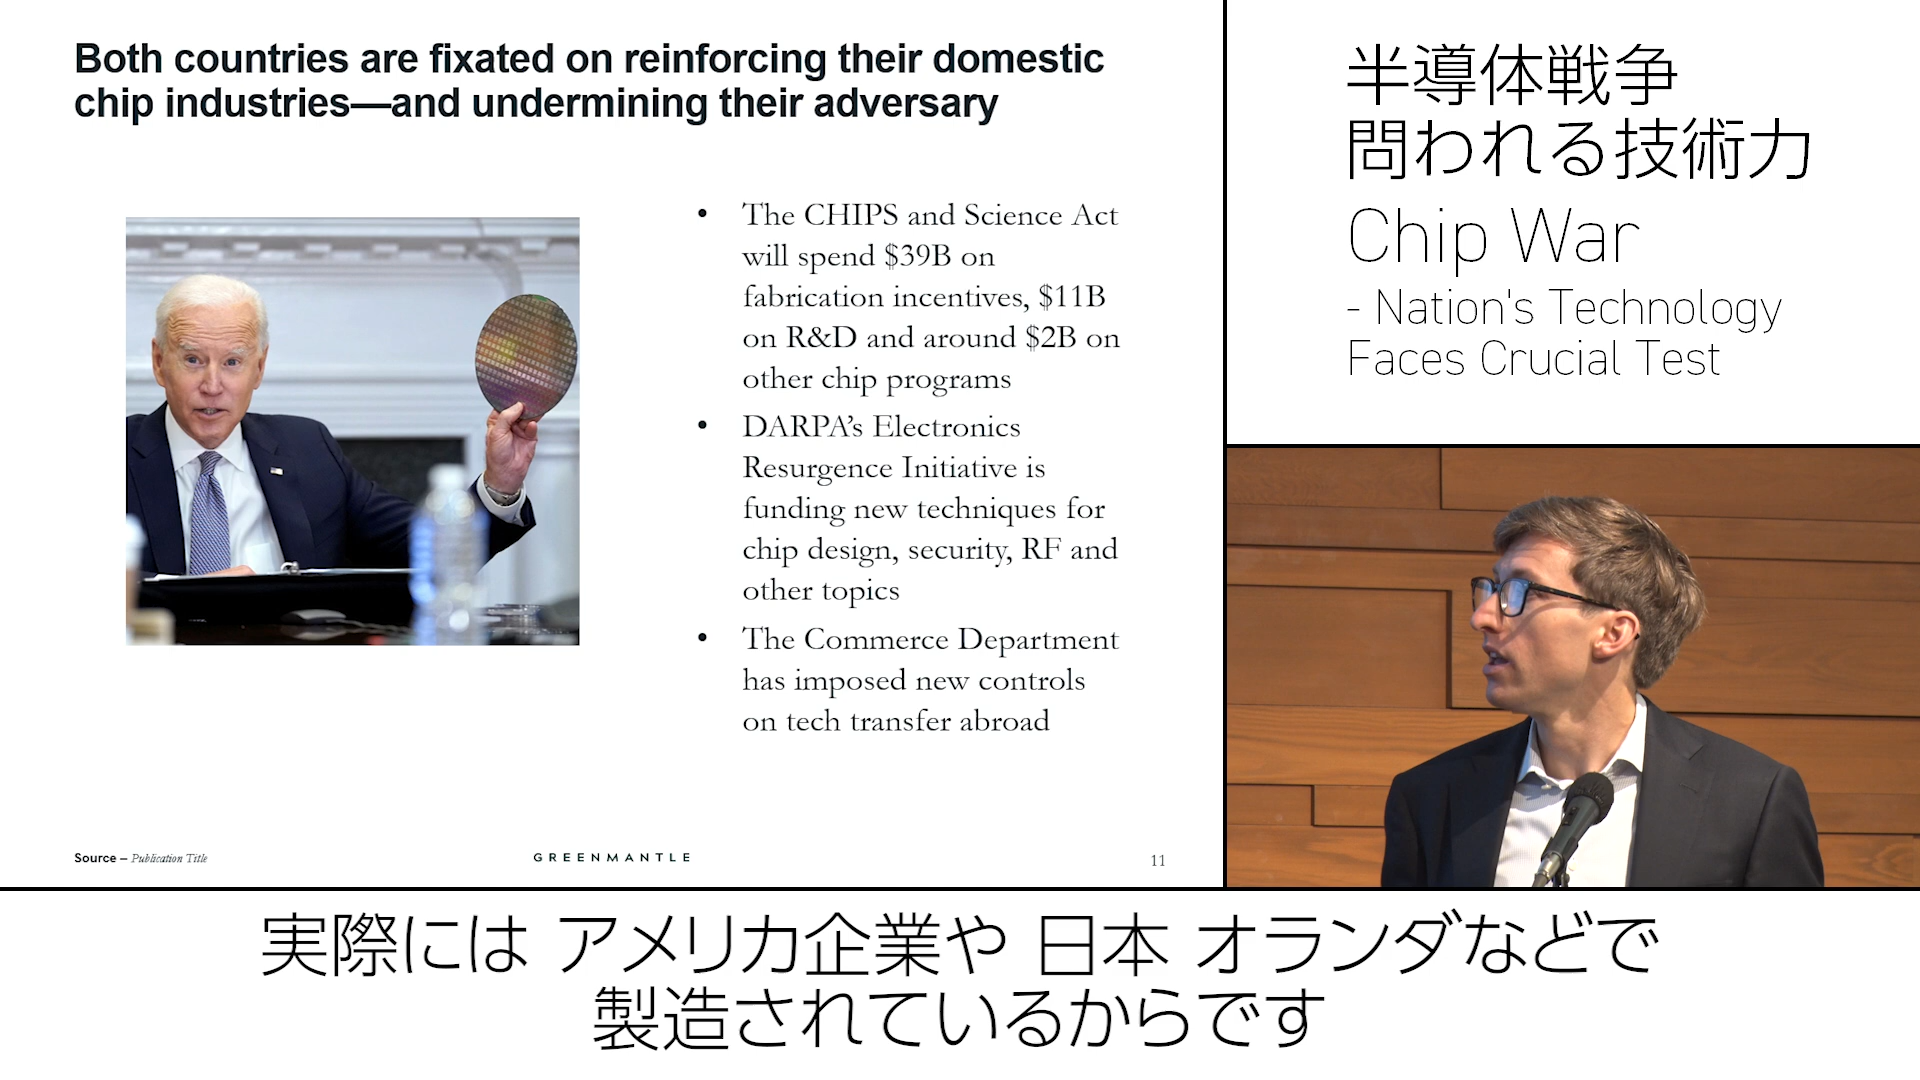 Both countries are fixated on reinforcing their domestic
chip industries—and undermining their adversary
• The CHIPS and Science Act
will spend $39B on
fabrication incentives, $11B
on R&D and around $2B on
other chip programs
• DARPA’s Electronics
Resurgence Initiative is
funding new techniques for
chip design, security, RF and
other topics
• The Commerce Department
has imposed new controls
on tech transfer abroad
Source – Publication Title
GREENMANTLE
11
半導体戦争
問われる技術力
Chip War
- Nation's Technology
Faces Crucial Test
実際には アメリカ企業や 日本 オランダなどで
製造されているからです